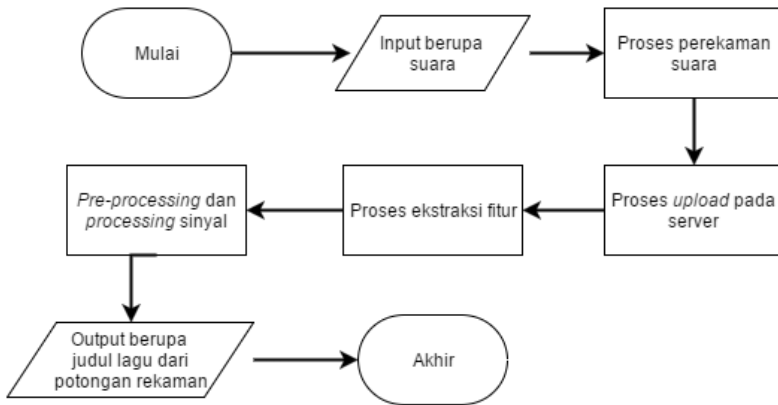 Mulai
Input berupa
suara
Proses perekaman
suara
Proses upload pada
server
Proses ekstraksi fitur
Pre-processing dan
processing sinyal
Output berupa
judul lagu dari
potongan rekaman
Akhir